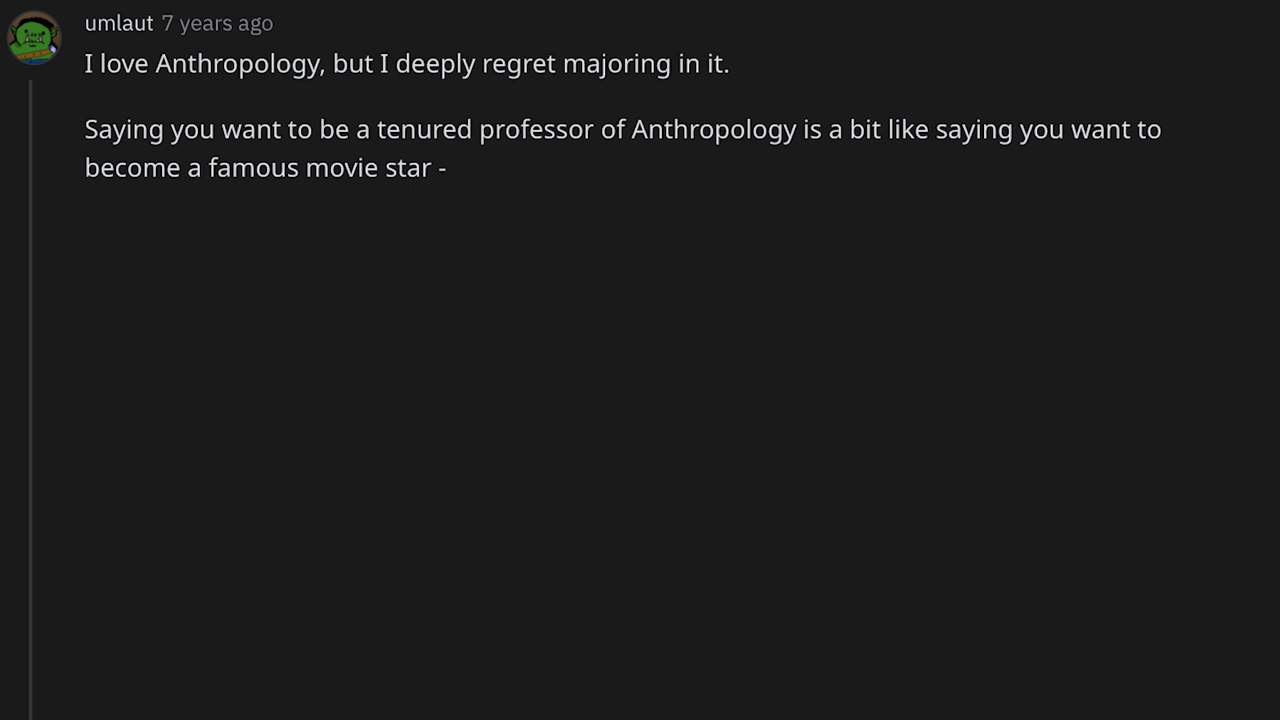 umlaut 7 years ago
I love Anthropology, but I deeply regret majoring in it.
Saying you want to be a tenured professor of Anthropology is a bit like saying you want to
become a famous movie star -